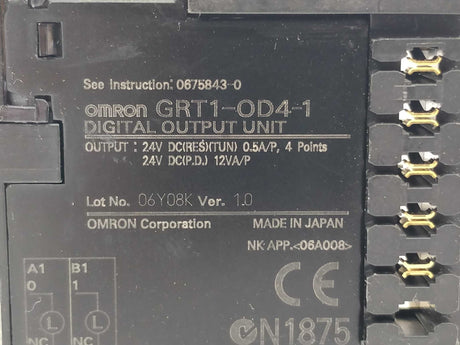 See Instruction: 0675843-0
omron GRT1-OD4-1
DIGITAL OUTPUT UNIT
OUTPUT : 24V DC(RES)(TUN) 0.5A/P, 4 Points
24V DC(P.D.) 12VA/P
Lot No. 06Y08K Ver. 1.0
OMRON Corporation MADE IN JAPAN
NK APP.<06A008>
A1 B1
0 1
CE
L L
N1875
NC NC